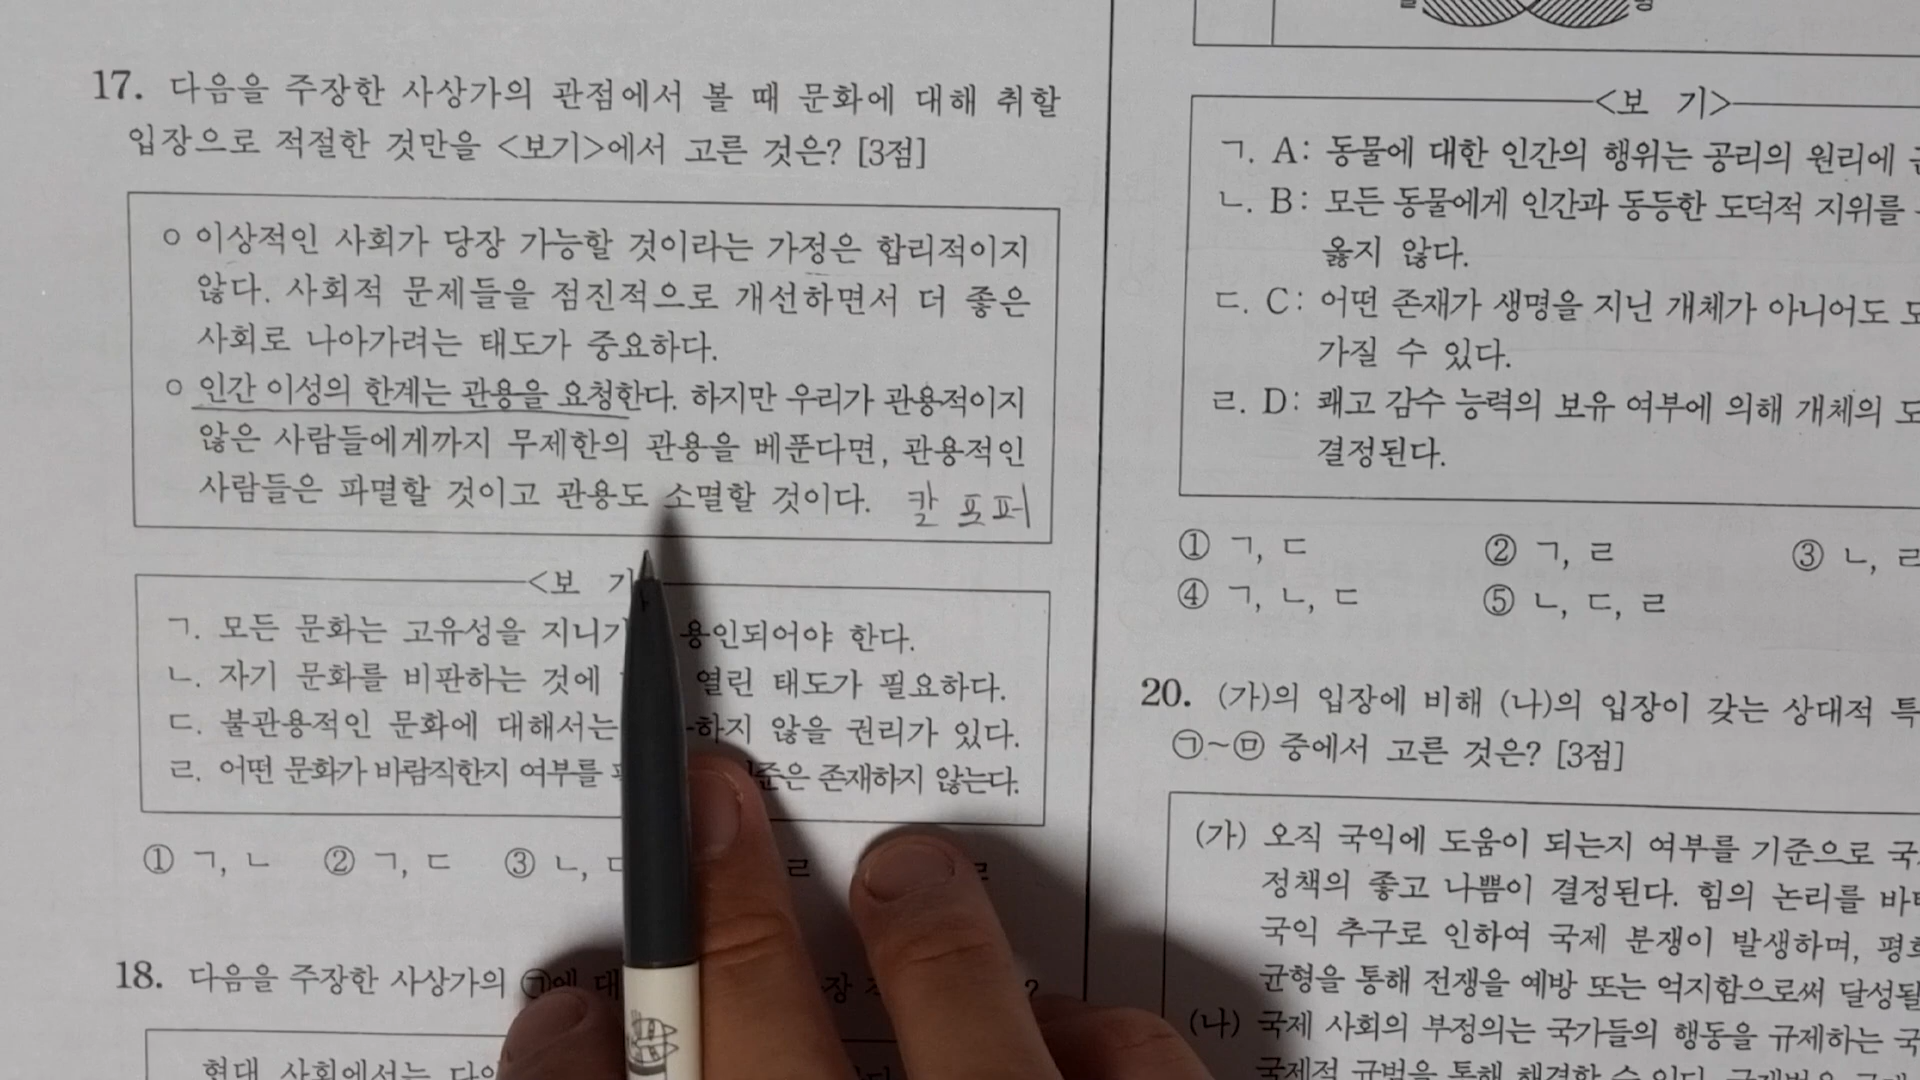 17. 다음을 주장한 사상가의 관점에서 볼 때 문화에 대해 취할
입장으로 적절한 것만을 <보기>에서 고른 것은? [3점]
○ 이상적인 사회가 당장 가능할 것이라는 가정은 합리적이지
않다. 사회적 문제들을 점진적으로 개선하면서 더 좋은
사회로 나아가려는 태도가 중요하다.
○ 인간 이성의 한계는 관용을 요청한다. 하지만 우리가 관용적이지
않은 사람들에게까지 무제한의 관용을 베푼다면, 관용적인
사람들은 파멸할 것이고 관용도 소멸할 것이다. 칼 포퍼
<보 기
ㄱ. 모든 문화는 고유성을 용인되어야 한다.
ㄴ. 자기 문화를 비판하는 것에 열린 태도가 필요하다.
ㄷ. 불관용적인 문화에 대해서는 하지 않을 권리가 있다.
ㄹ. 어떤 문화가 바람직한지 여부를 존재하지 않는다.
① ㄱ, ㄴ ② ㄱ, ㄷ ③ ㄴ, ㄹ ㄹ
18. 다음을 주장한 사상가의 ㉠에 ?
현대 사회에서는
<보 기>
ㄱ. A: 동물에 대한 인간의 행위는 공리의 원리에
ㄴ. B: 모든 동물에게 인간과 동등한 도덕적 지위를
옳지 않다.
ㄷ. C: 어떤 존재가 생명을 지닌 개체가 아니어도
가질 수 있다.
ㄹ. D: 쾌고 감수 능력의 보유 여부에 의해 개체의
결정된다.
① ㄱ, ㄷ ② ㄱ, ㄹ ③ ㄴ, ㄹ
④ ㄱ, ㄴ, ㄷ ⑤ ㄴ, ㄷ, ㄹ
20. (가)의 입장에 비해 (나)의 입장이 갖는 상대적
㉠~㉤ 중에서 고른 것은? [3점]
(가) 오직 국익에 도움이 되는지 여부를 기준으로
정책의 좋고 나쁨이 결정된다. 힘의 논리를
국익 추구로 인하여 국제 분쟁이 발생하며,
균형을 통해 전쟁을 예방 또는 억지함으로써
(나) 국제 사회의 부정의는 국가들의 행동을 규제하는
국제적 규범을 통해 해결할 수 있다.